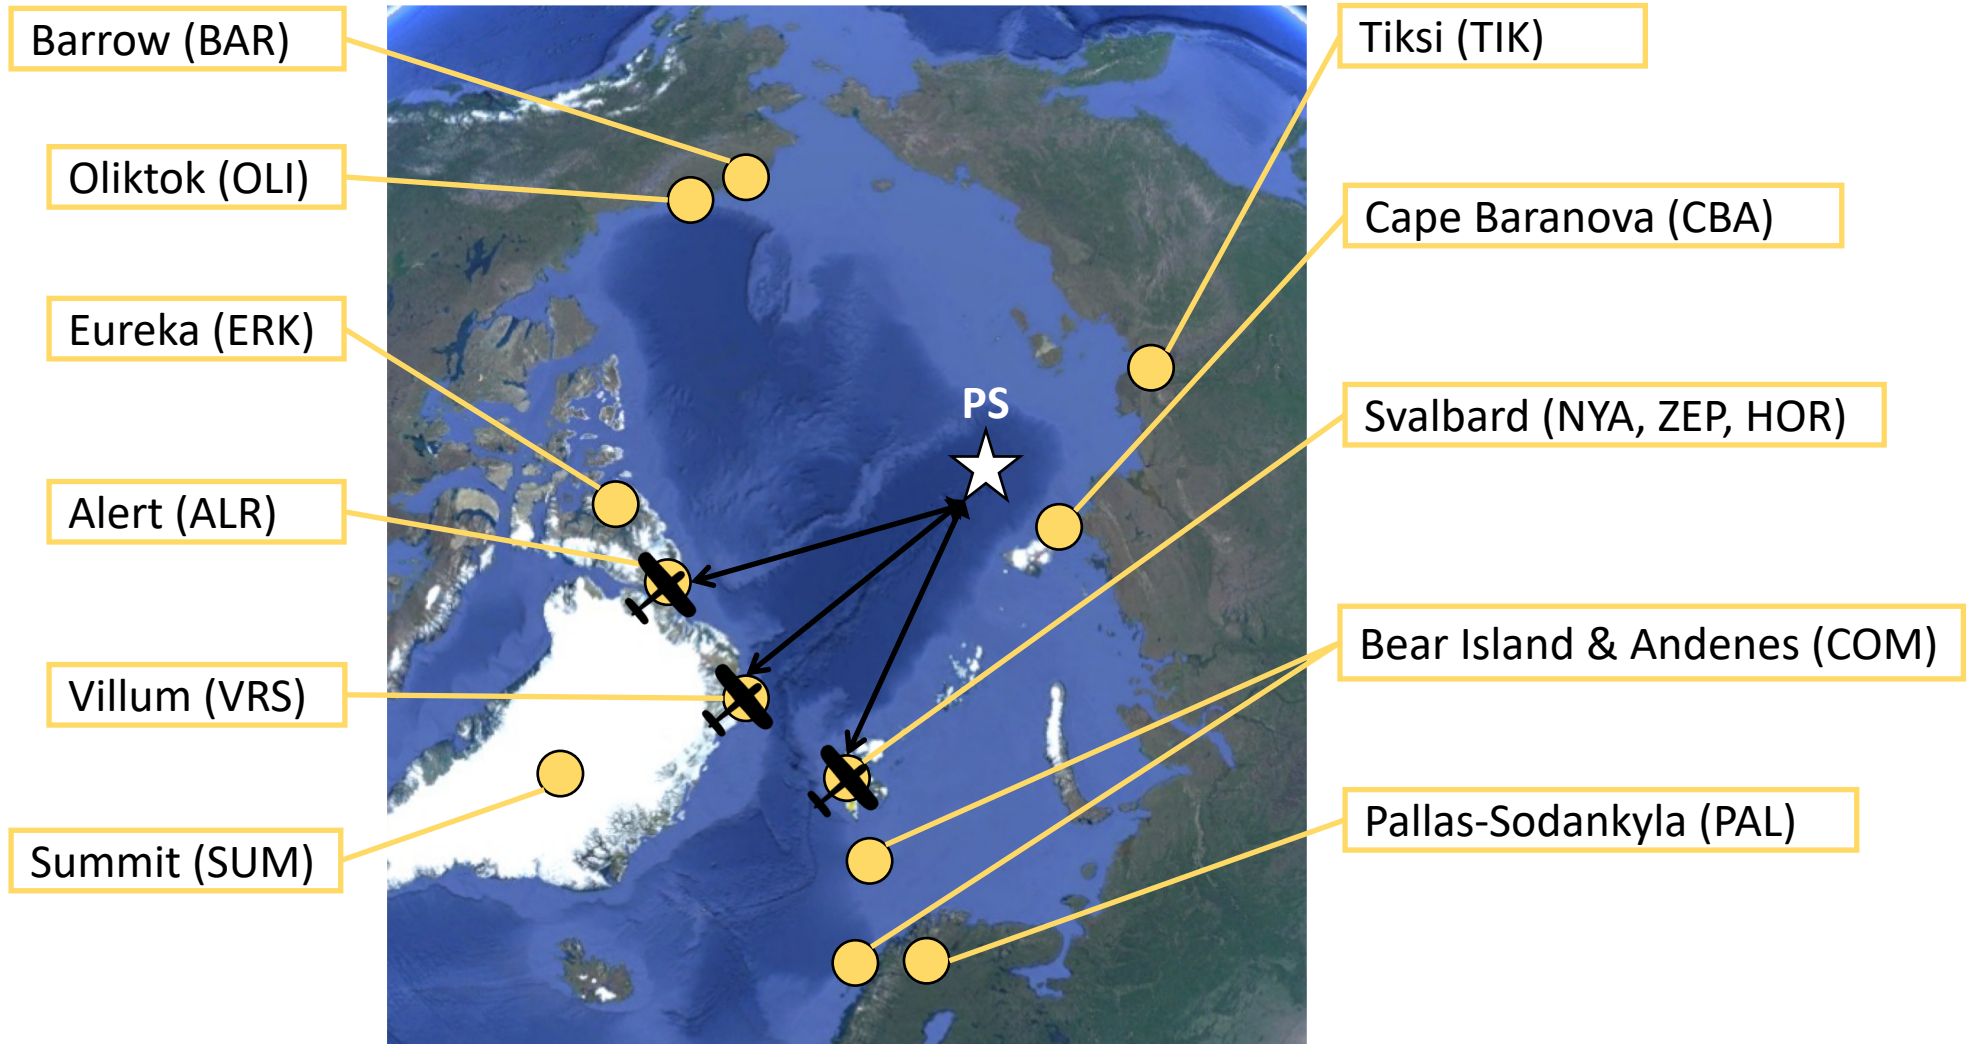 Barrow (BAR)
Oliktok (OLI)
Eureka (ERK)
Alert (ALR)
Villum (VRS)
Summit (SUM)
PS
Tiksi (TIK)
Cape Baranova (CBA)
Svalbard (NYA, ZEP, HOR)
Bear Island & Andenes (COM)
Pallas-Sodankyla (PAL)